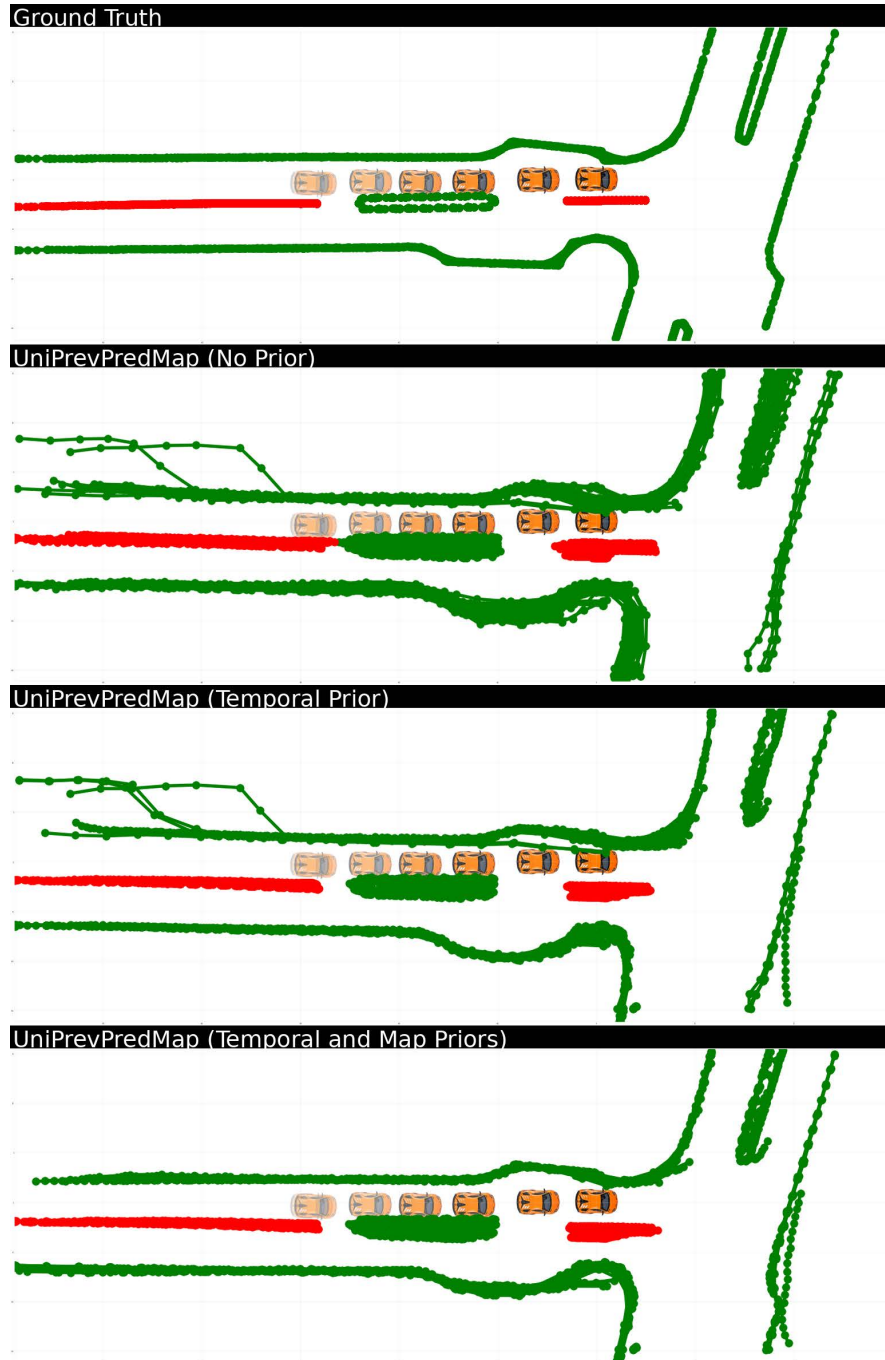 Ground Truth
UniPrevPredMap (No Prior)
UniPrevPredMap (Temporal Prior)
UniPrevPredMap (Temporal and Map Priors)